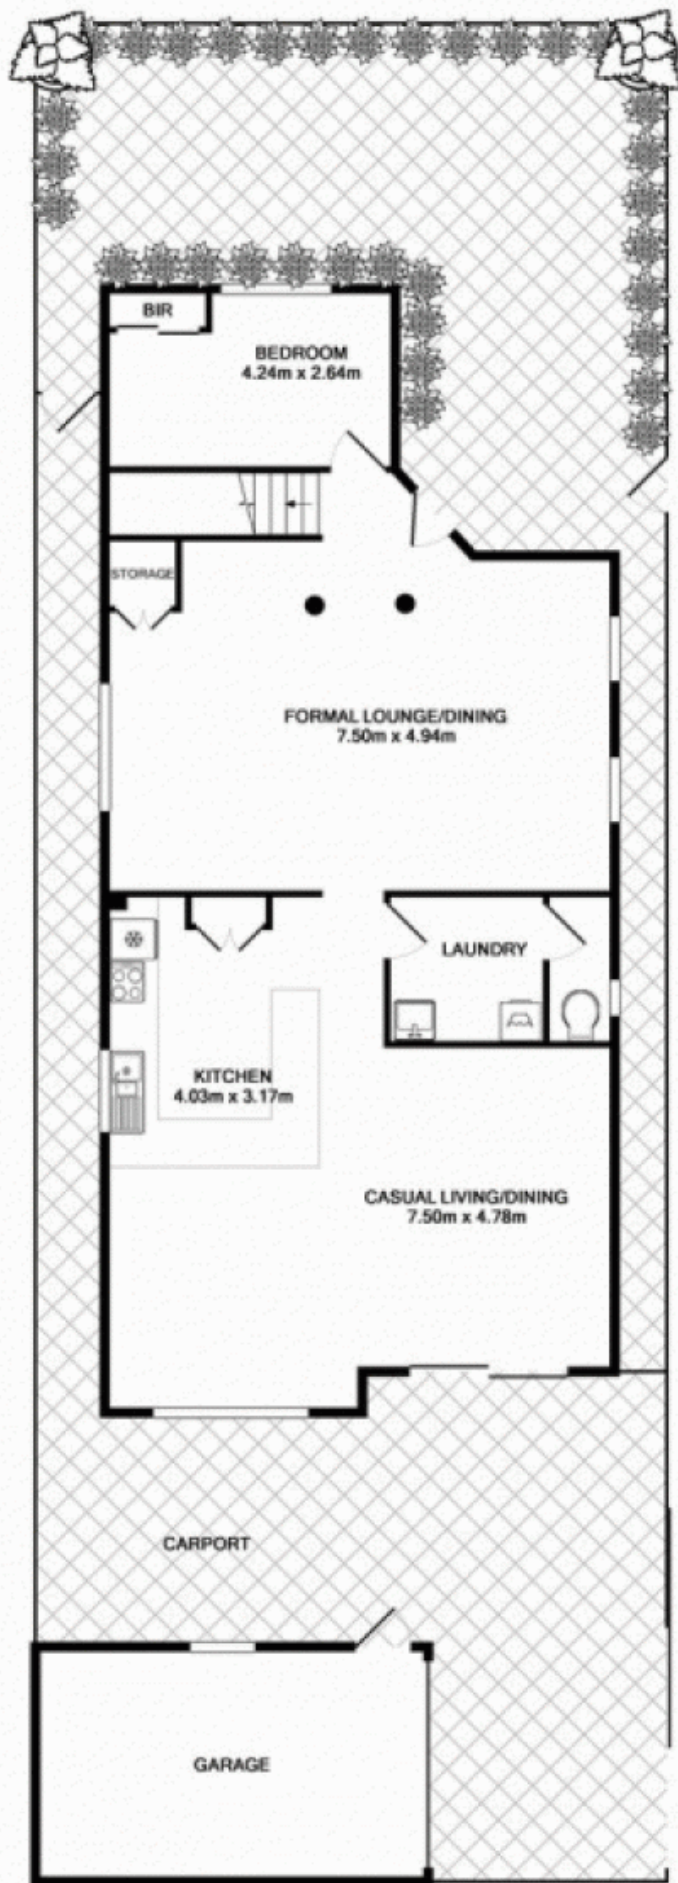 BIR
BEDROOM
4.24m x 2.64m
STORAGE
FORMAL LOUNGE/DINING
7.50m x 4.94m
LAUNDRY
KITCHEN
4.03m x 3.17m
CASUAL LIVING/DINING
7.50m x 4.78m
CARPORT
GARAGE